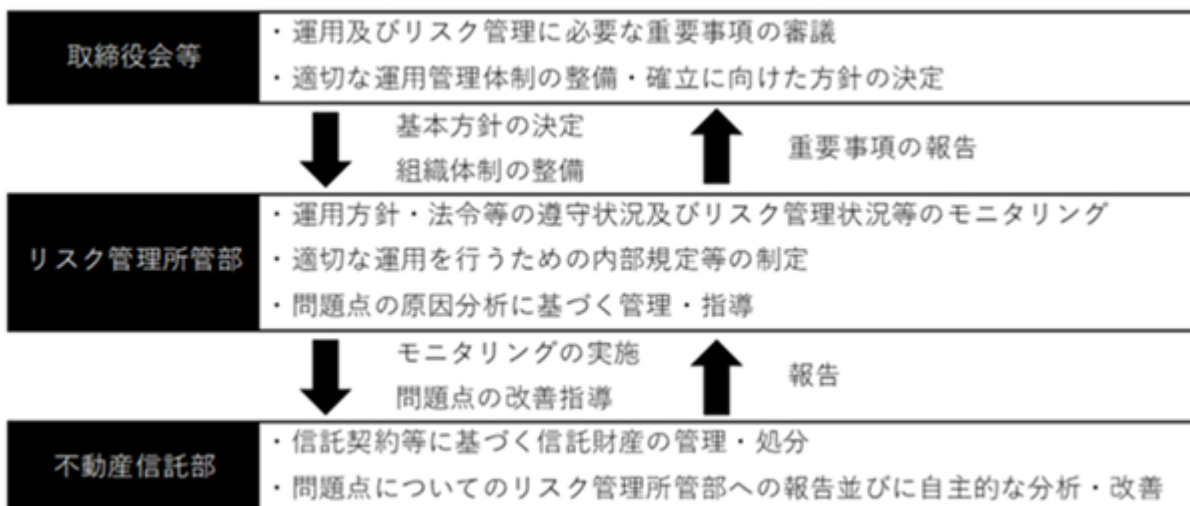 取締役会等
・運用及びリスク管理に必要な重要事項の審議
・適切な運用管理体制の整備・確立に向けた方針の決定
基本方針の決定
組織体制の整備
重要事項の報告
リスク管理所管部
・運用方針・法令等の遵守状況及びリスク管理状況等のモニタリング
・適切な運用を行うための内部規定等の制定
・問題点の原因分析に基づく管理・指導
モニタリングの実施
問題点の改善指導
報告
不動産信託部
・信託契約等に基づく信託財産の管理・処分
・問題点についてのリスク管理所管部への報告並びに自主的な分析・改善